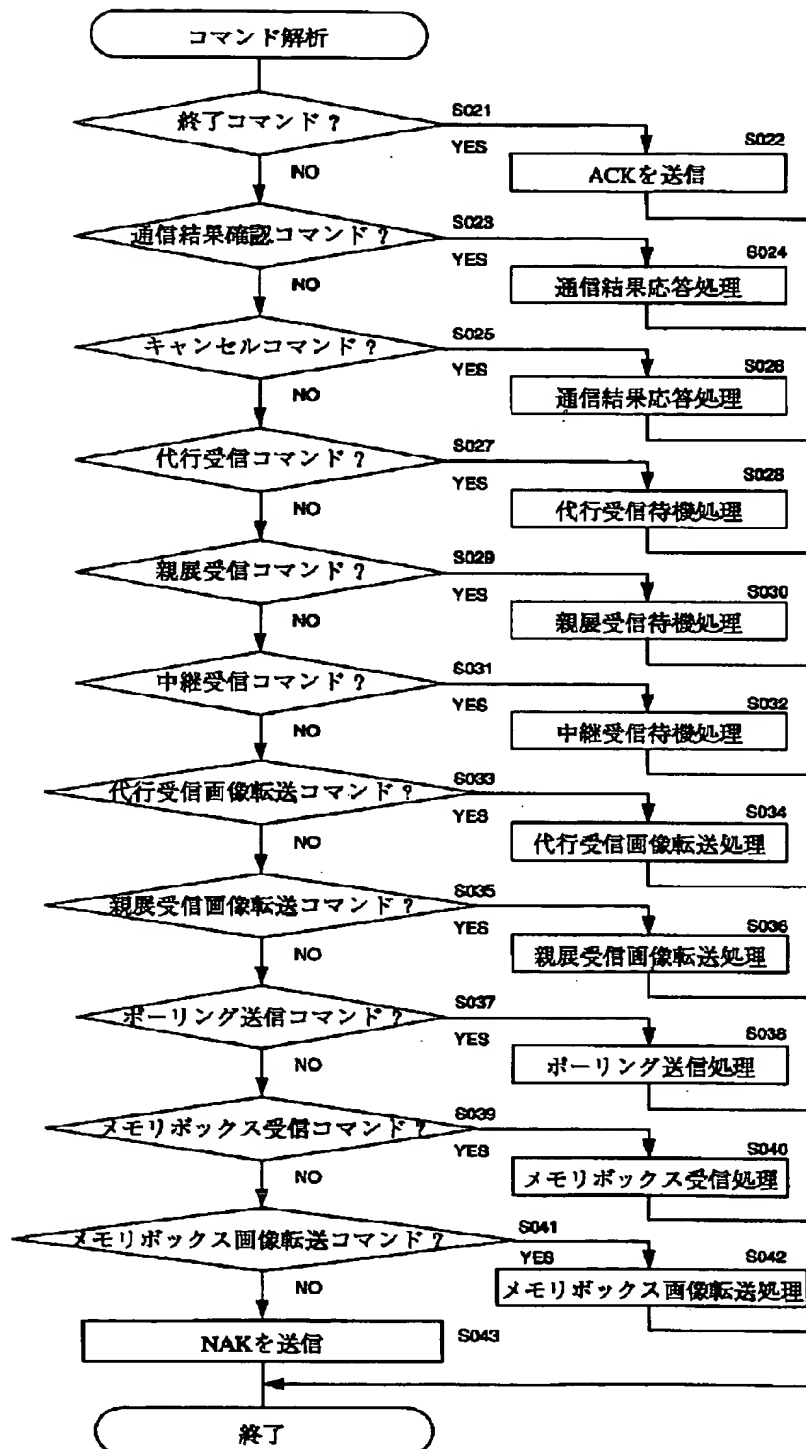 コマンド解析
終了コマンド?
S021
YES
NO
S022
ACKを送信
通信結果確認コマンド?
S023
YES
NO
S024
通信結果応答処理
キャンセルコマンド?
S025
YES
NO
S026
通信結果応答処理
代行受信コマンド?
S027
YES
NO
S028
代行受信待機処理
親展受信コマンド?
S029
YES
NO
S030
親展受信待機処理
中継受信コマンド?
S031
YES
NO
S032
中継受信待機処理
代行受信画像転送コマンド?
S033
YES
NO
S034
代行受信画像転送処理
親展受信画像転送コマンド?
S035
YES
NO
S036
親展受信画像転送処理
ポーリング送信コマンド?
S037
YES
NO
S038
ポーリング送信処理
メモリボックス受信コマンド?
S039
YES
NO
S040
メモリボックス受信処理
メモリボックス画像転送コマンド?
S041
YES
NO
S042
メモリボックス画像転送処理
NAKを送信
S043
終了